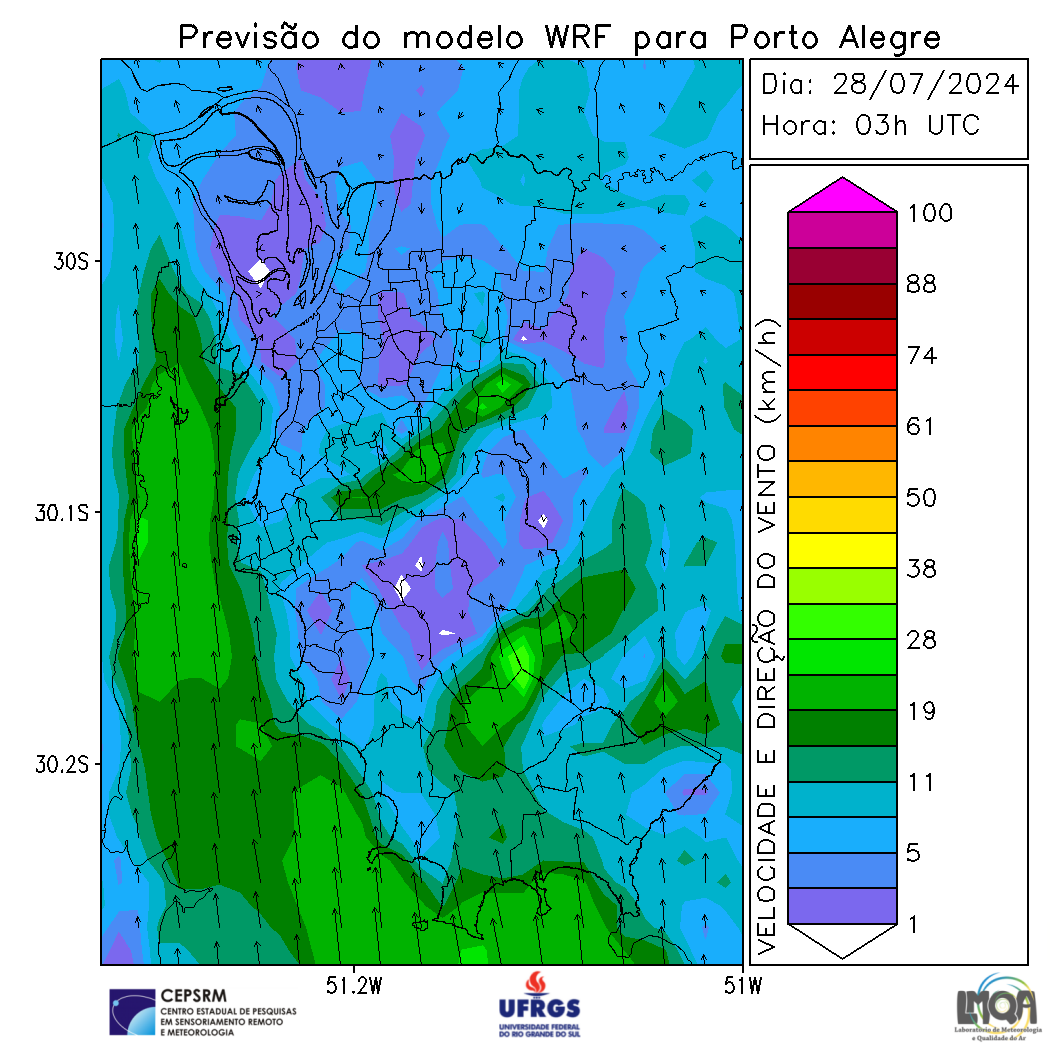 Previsão do modelo WRF para Porto Alegre
Dia: 28/07/2024
Hora: 03h UTC
30S
30.1S
30.2S
51.2W
51W
VELOCIDADE E DIREÇÃO DO VENTO (km/h)
100
88
74
61
50
38
28
19
11
5
1
CEPSRM
CENTRO ESTADUAL DE PESQUISAS
EM SENSORIAMENTO REMOTO
E METEOROLOGIA
UFRGS
UNIVERSIDADE FEDERAL
DO RIO GRANDE DO SUL
LMQA
Laboratório de Meteorologia
e Qualidade do Ar